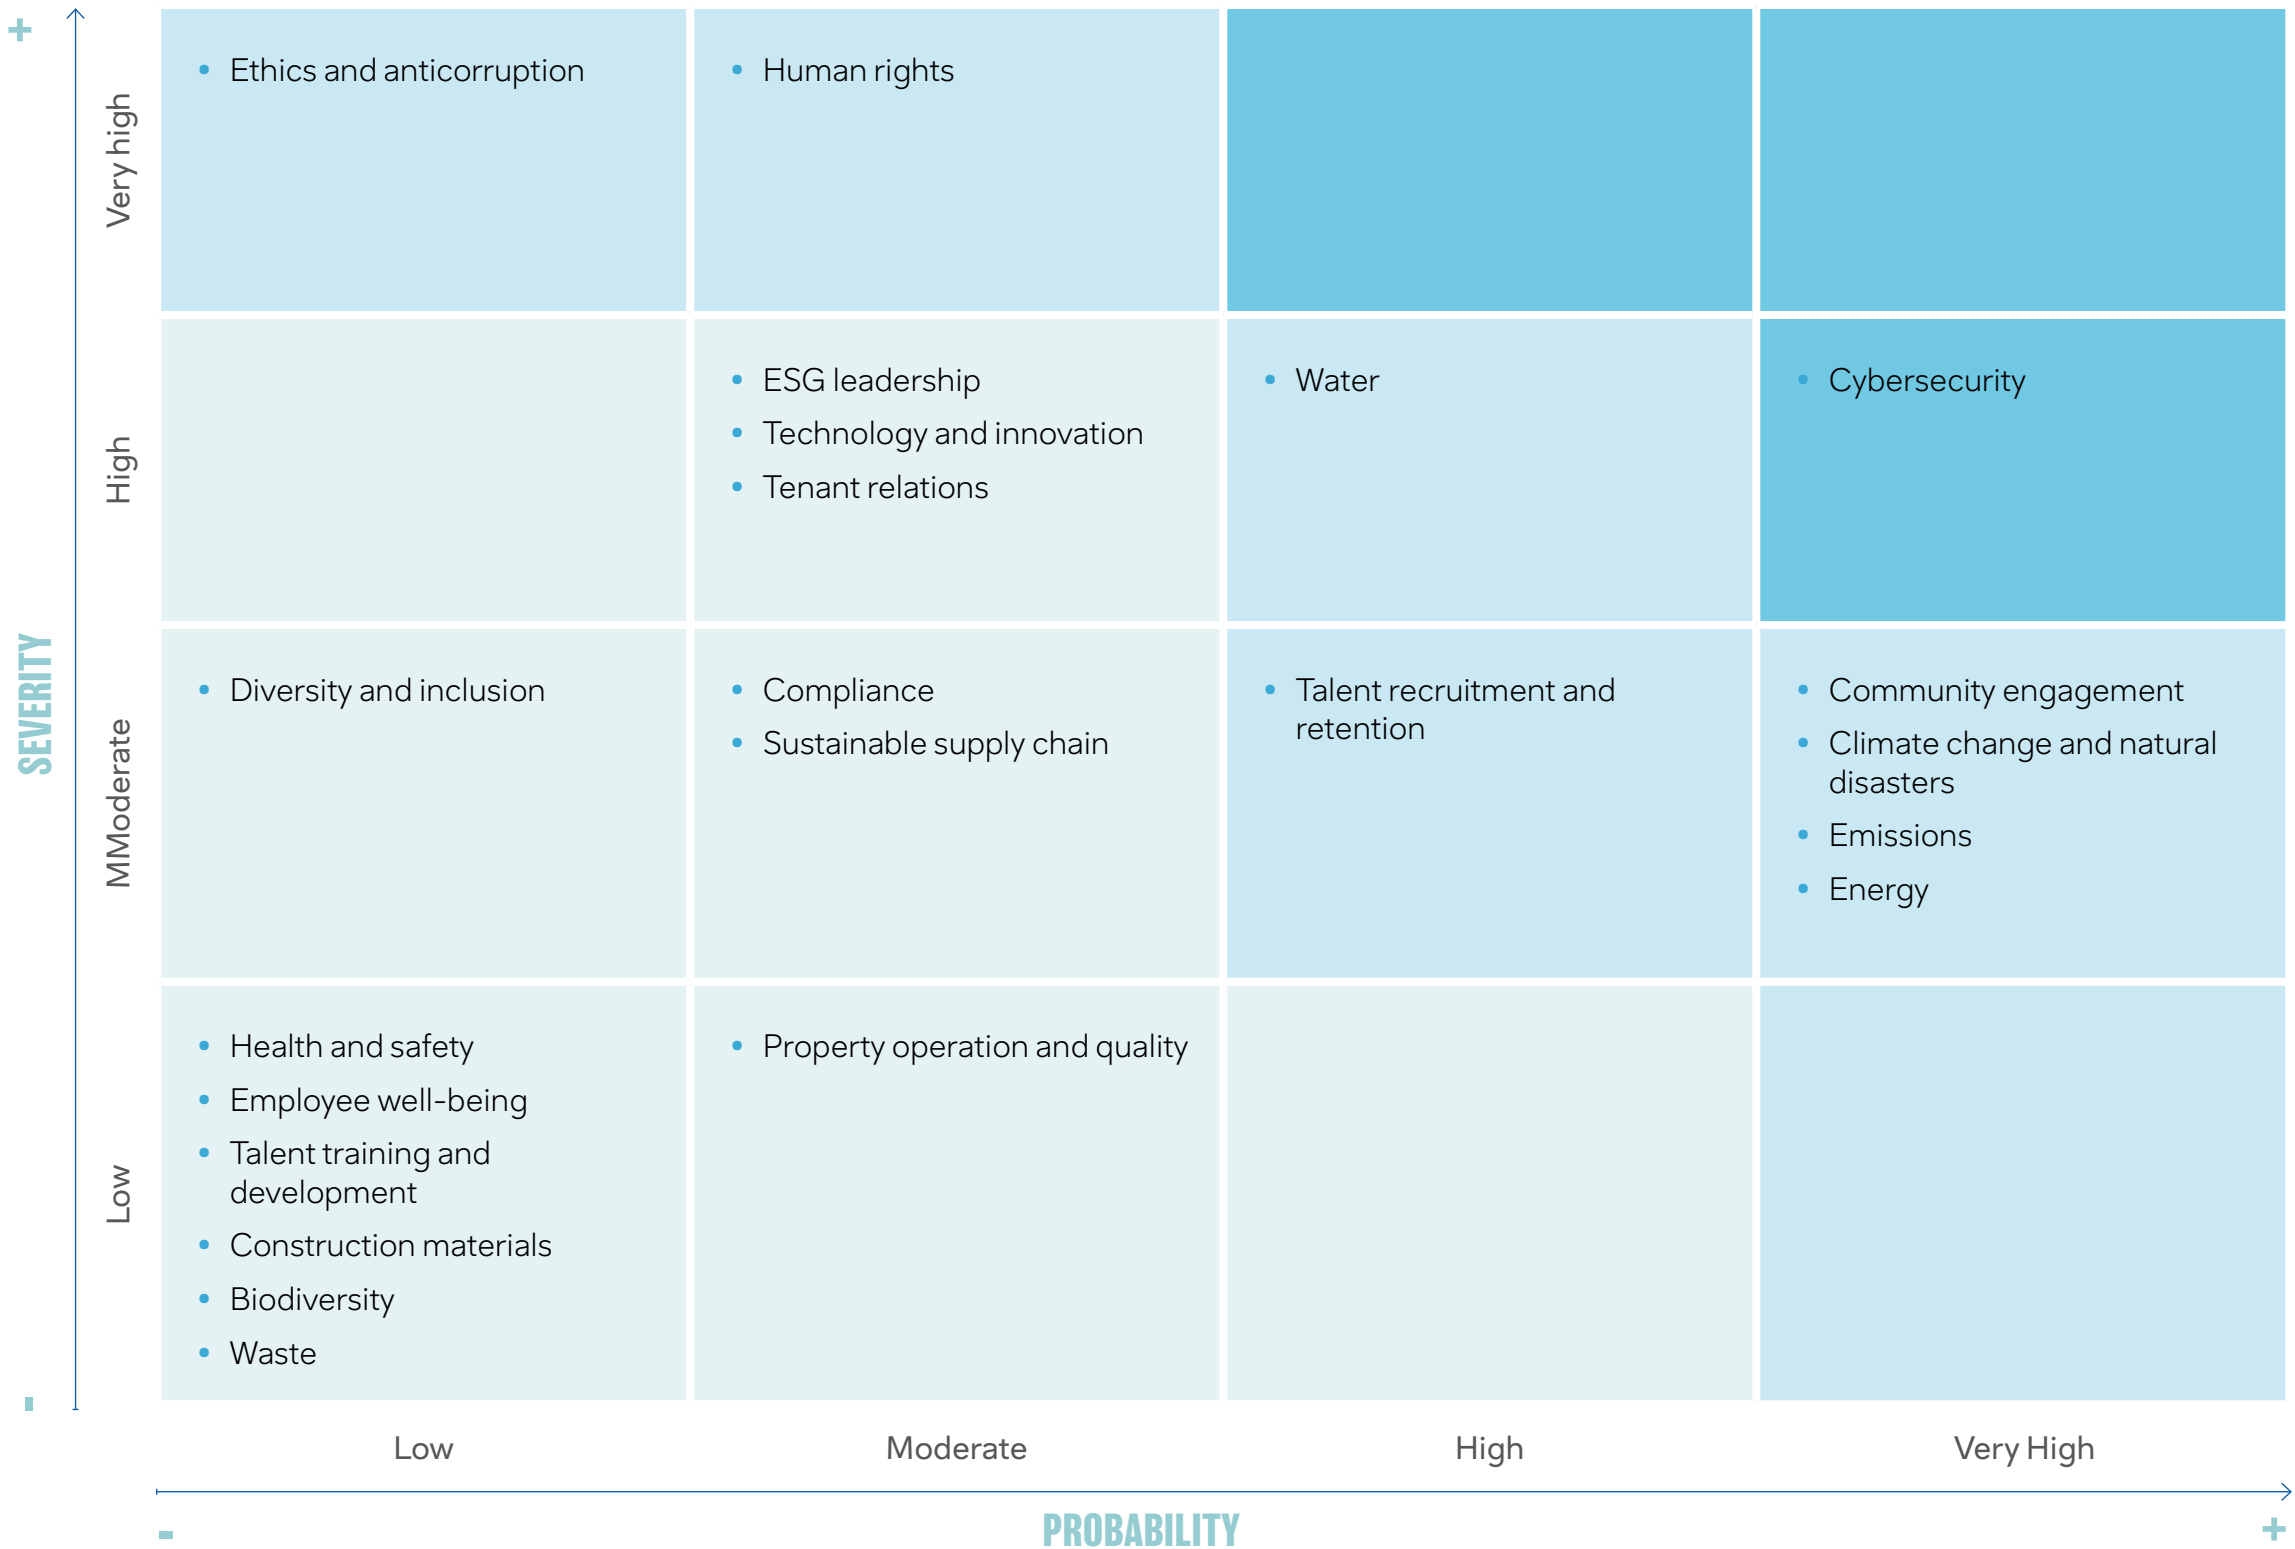 +
SEVERITY
-
Very high
• Ethics and anticorruption
• Human rights
High
• ESG leadership
• Technology and innovation
• Tenant relations
• Water
• Cybersecurity
MModerate
• Diversity and inclusion
• Compliance
• Sustainable supply chain
• Talent recruitment and
retention
• Community engagement
• Climate change and natural
disasters
• Emissions
• Energy
Low
• Health and safety
• Employee well-being
• Talent training and
development
• Construction materials
• Biodiversity
• Waste
• Property operation and quality
Low
Moderate
High
Very High
-
PROBABILITY
+